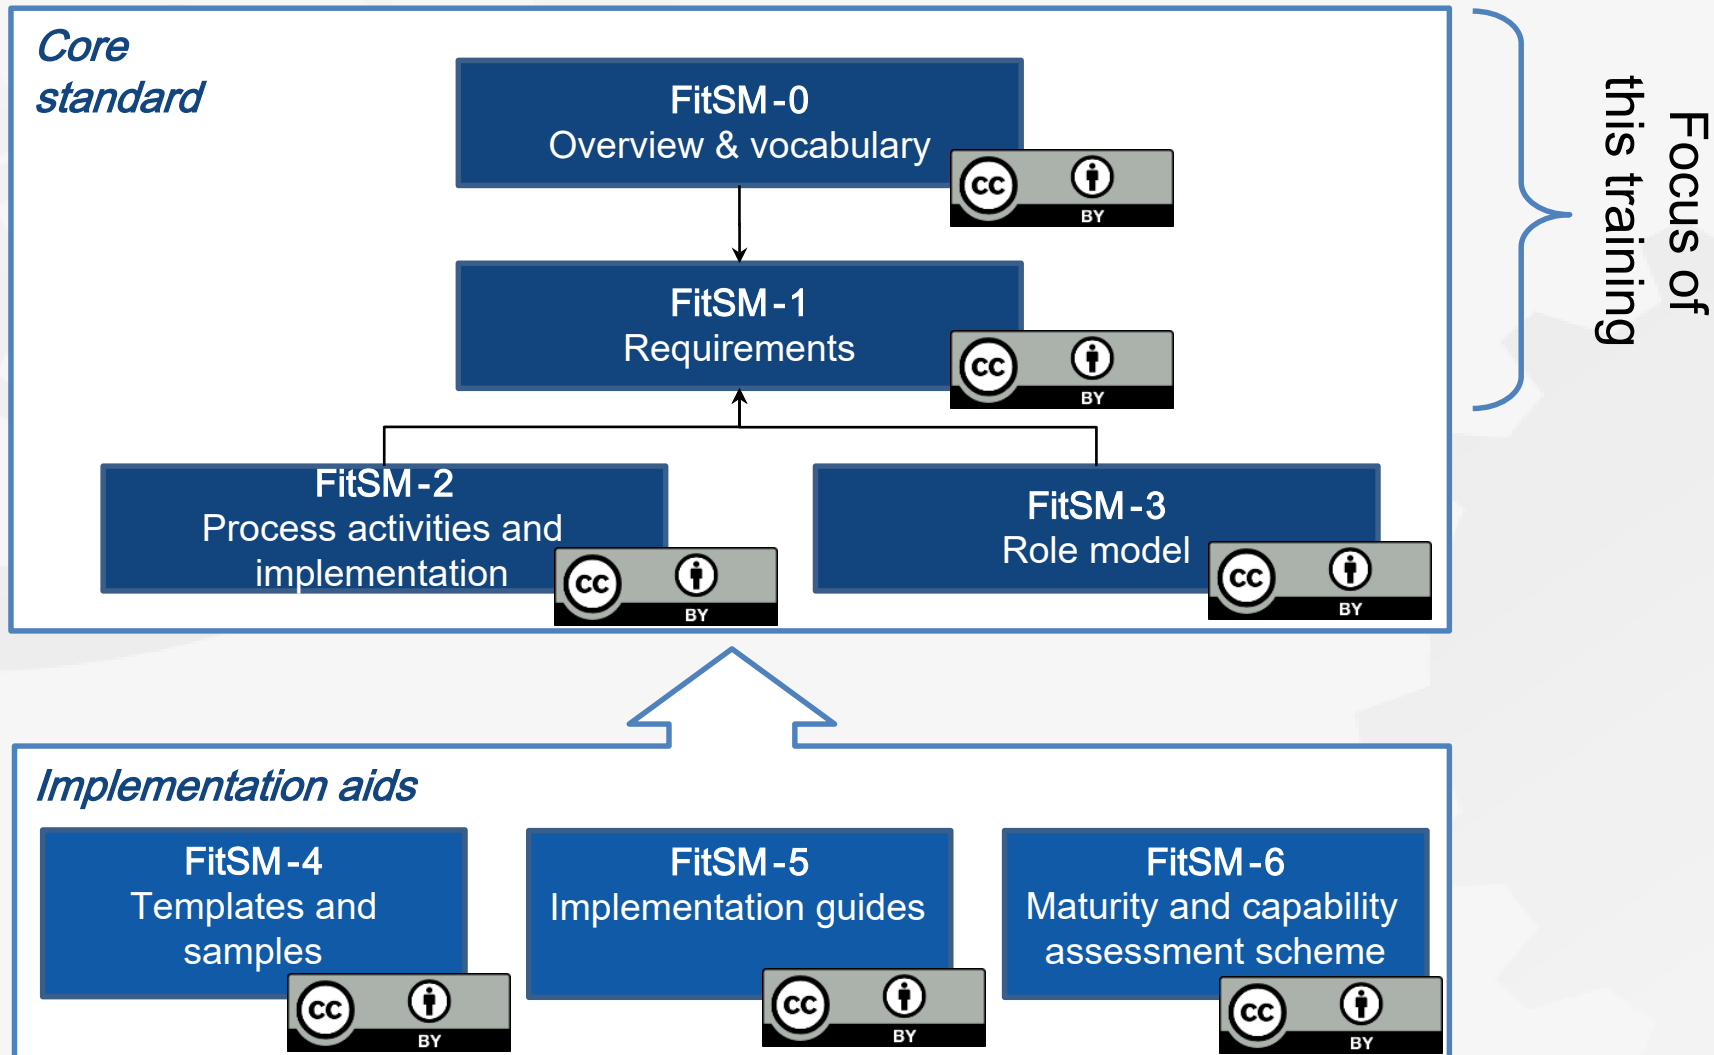 Core
standard
FitSM-0
Overview & vocabulary
CC
BY
FitSM-1
Requirements
CC
BY
FitSM-2
Process activities and
implementation
CC
BY
FitSM-3
Role model
CC
BY
Focus of
this training
Implementation aids
FitSM-4
Templates and
samples
CC
BY
FitSM-5
Implementation guides
CC
BY
FitSM-6
Maturity and capability
assessment scheme
CC
BY